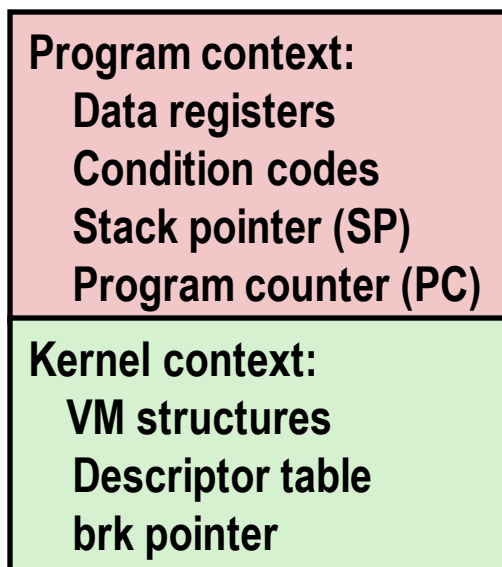 Program context:
Data registers
Condition codes
Stack pointer (SP)
Program counter (PC)
Kernel context:
VM structures
Descriptor table
brk pointer